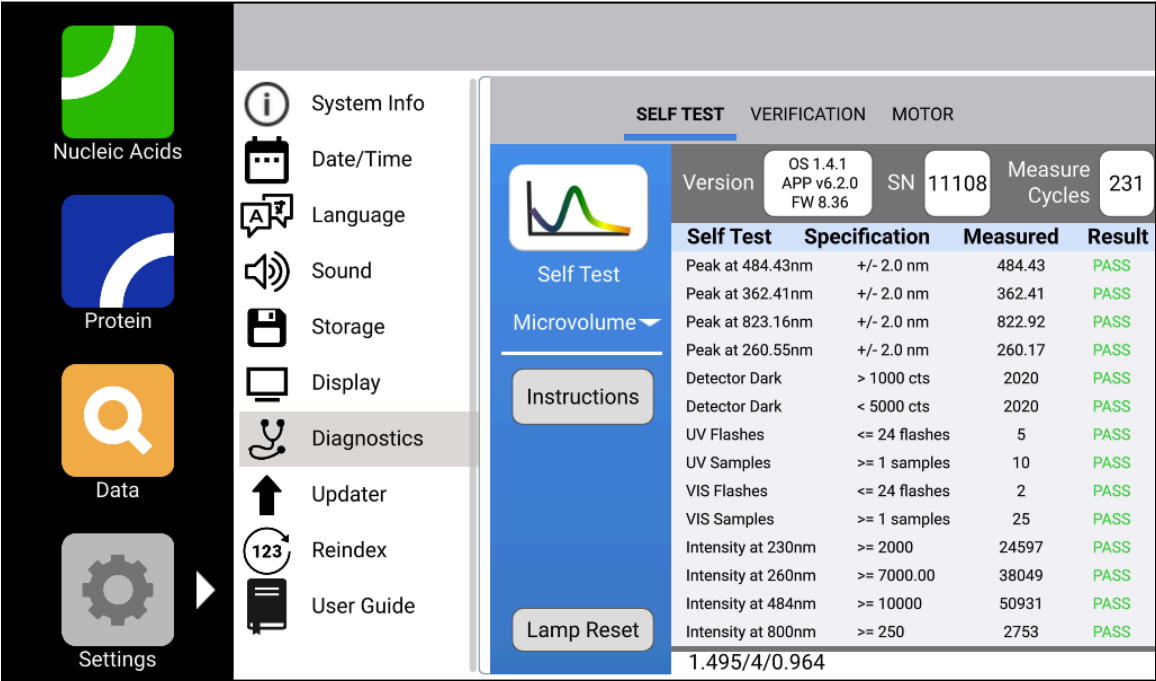 Nucleic Acids
Protein
Data
Settings
System Info
Date/Time
Language
Sound
Storage
Display
Diagnostics
Updater
123
Reindex
User Guide
SELF TEST VERIFICATION MOTOR
Self Test
Microvolume
Instructions
Lamp Reset
Version
OS 1.4.1
APP v6.2.0
FW 8.36
SN 11108
Measure
Cycles
231
Self Test Specification Measured Result
Peak at 484.43nm +/- 2.0 nm 484.43 PASS
Peak at 362.41nm +/- 2.0 nm 362.41 PASS
Peak at 823.16nm +/- 2.0 nm 822.92 PASS
Peak at 260.55nm +/- 2.0 nm 260.17 PASS
Detector Dark > 1000 cts 2020 PASS
Detector Dark < 5000 cts 2020 PASS
UV Flashes <= 24 flashes 5 PASS
UV Samples >= 1 samples 10 PASS
VIS Flashes <= 24 flashes 2 PASS
VIS Samples >= 1 samples 25 PASS
Intensity at 230nm >= 2000 24597 PASS
Intensity at 260nm >= 7000.00 38049 PASS
Intensity at 484nm >= 10000 50931 PASS
Intensity at 800nm >= 250 2753 PASS
1.495/4/0.964